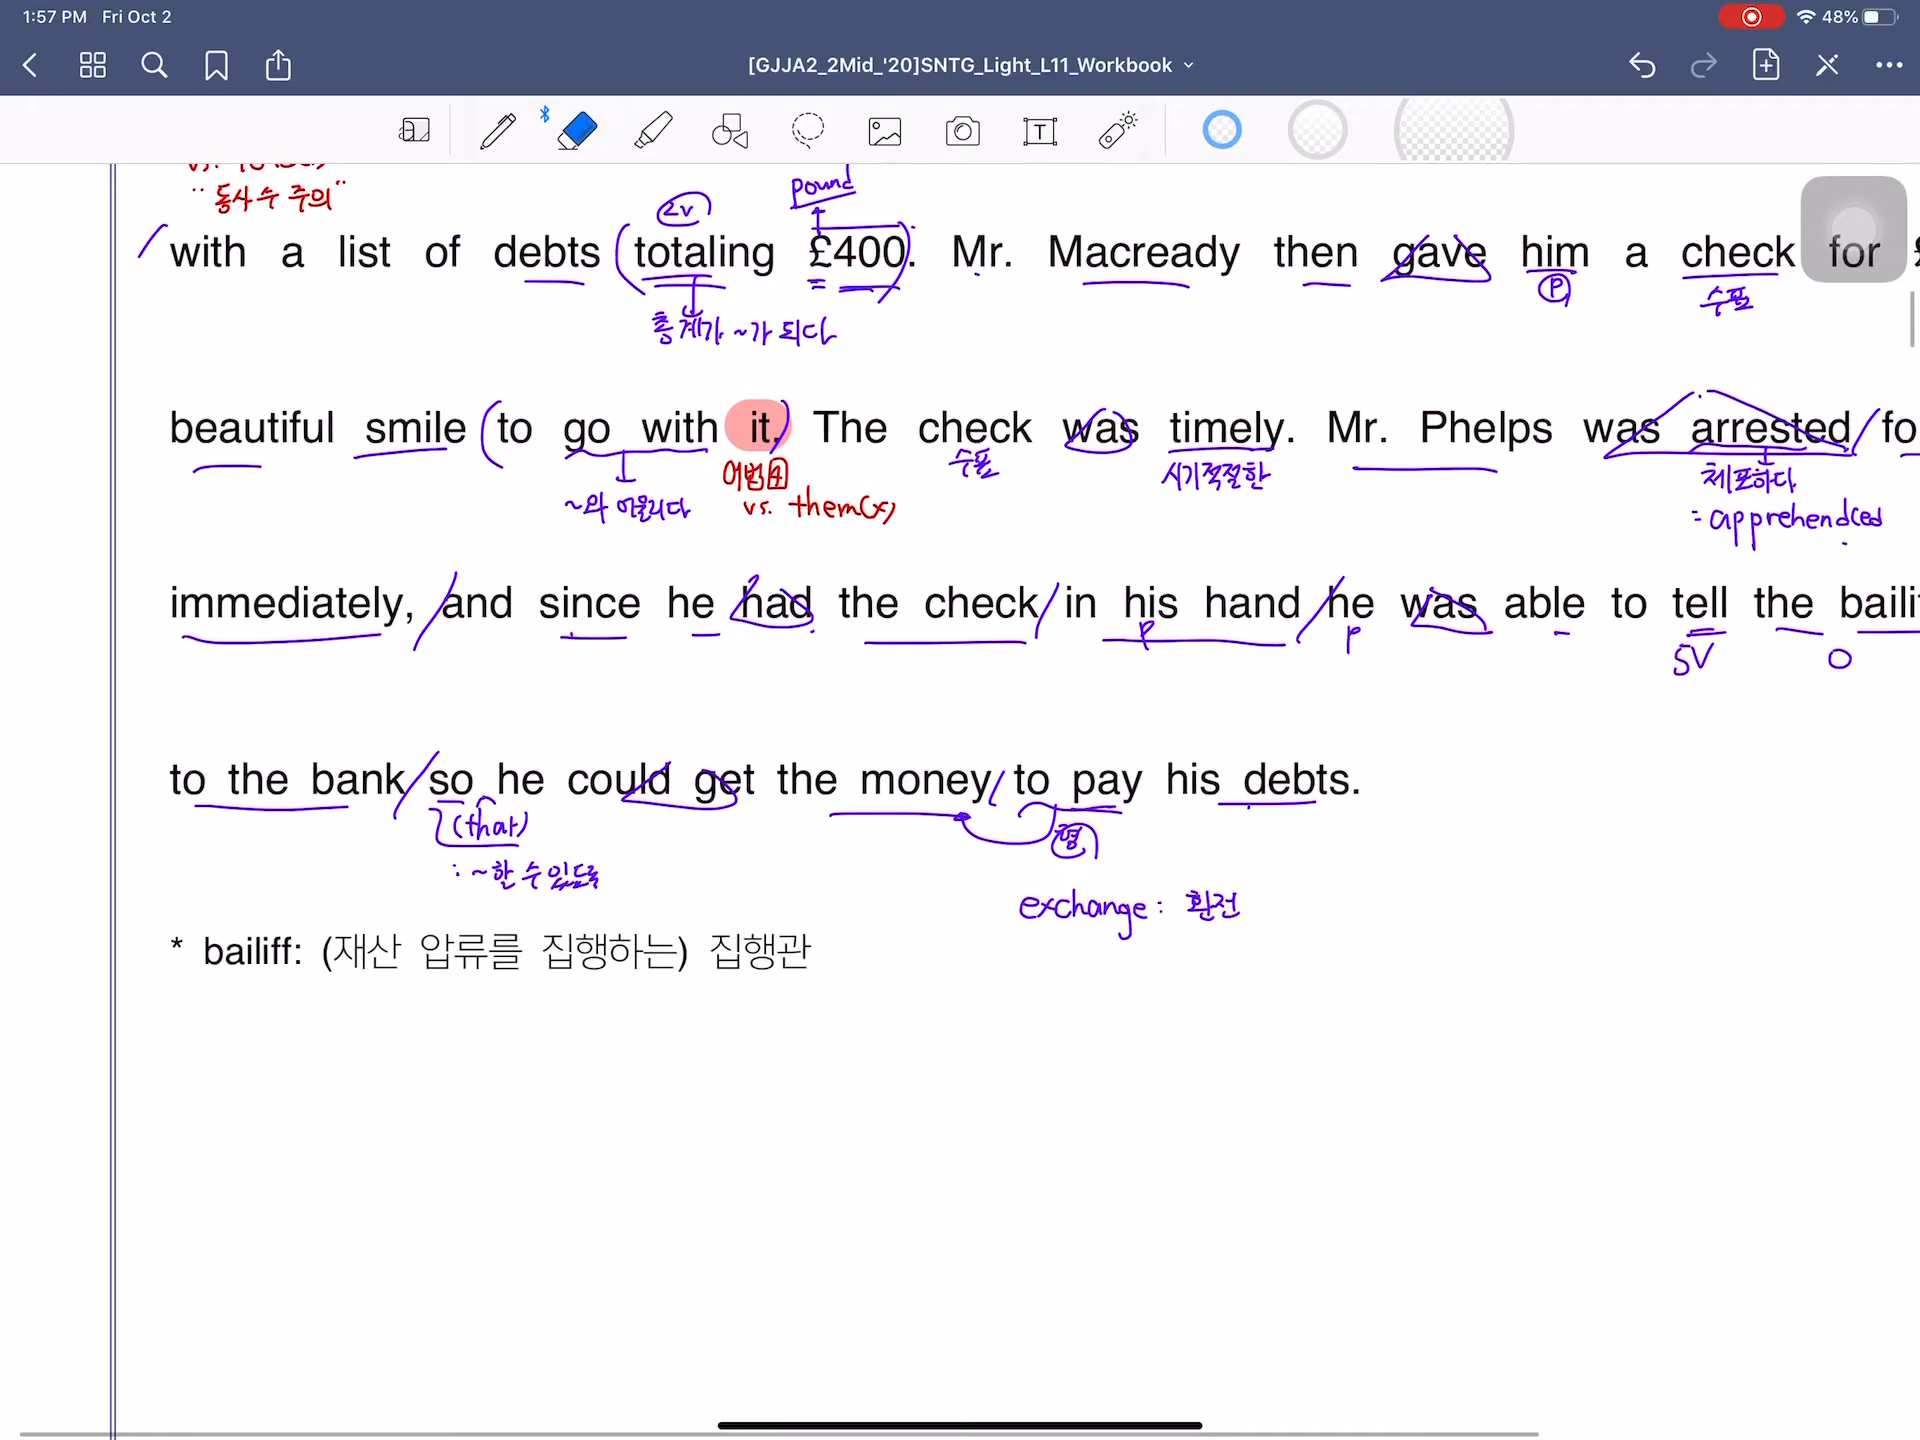 1:57 PM Fri Oct 2
48%
[GJJA2_2Mid_'20]SNTG_Light_L11_Workbook
"동사 수 주의"
2v
pound
with a list of debts (totaling £400). Mr. Macready then gave him a check for
총계가 ~가 되다
P
수표
beautiful smile (to go with it.) The check was timely. Mr. Phelps was arrested / fo
~와 어울리다
어법 4
vs. them(x)
수표
시기적절한
체포하다
= apprehend(ed
immediately, / and since he had the check / in his hand / he was able to tell the baili
P
P
SV
O
to the bank / so he could get the money / to pay his debts.
(that)
형
: ~할 수 있도록
exchange : 환전
* bailiff: (재산 압류를 집행하는) 집행관